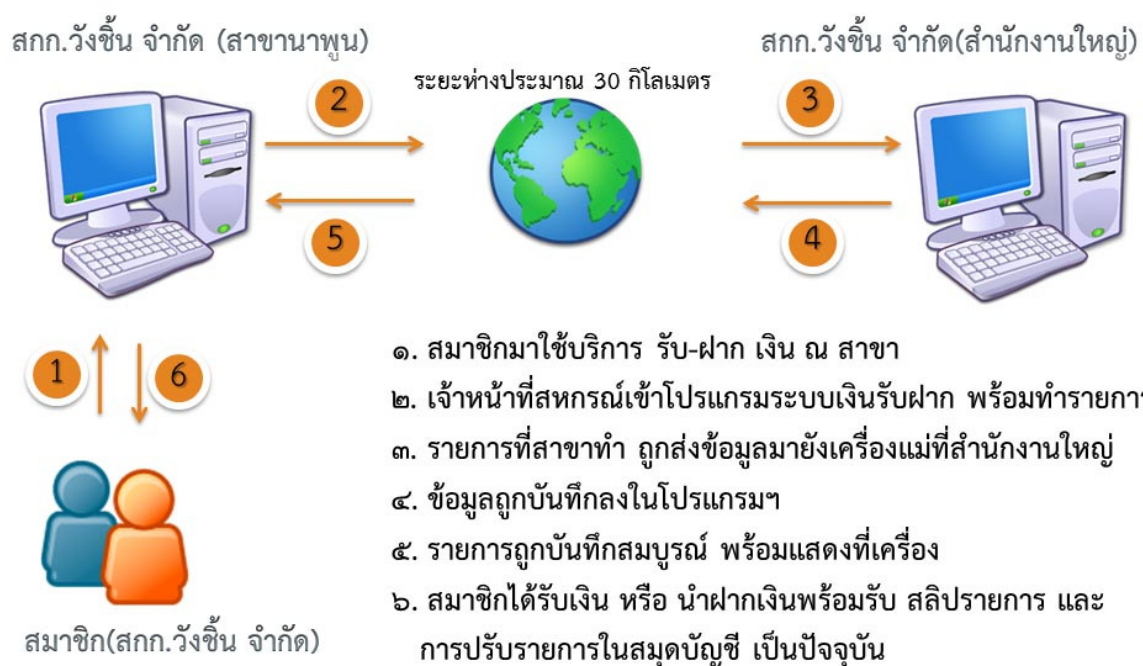 สกก.วังชิ้น จำกัด (สาขานาพูน)
สกก.วังชิ้น จำกัด(สำนักงานใหญ่)
ระยะห่างประมาณ 30 กิโลเมตร
2
3
5
4
1
6
๑. สมาชิกมาใช้บริการ รับ-ฝาก เงิน ณ สาขา
๒. เจ้าหน้าที่สหกรณ์เข้าโปรแกรมระบบเงินรับฝาก พร้อมทำรายการ
๓. รายการที่สาขาทำ ถูกส่งข้อมูลมายังเครื่องแม่ที่สำนักงานใหญ่
๔. ข้อมูลถูกบันทึกลงในโปรแกรมฯ
๕. รายการถูกบันทึกสมบูรณ์ พร้อมแสดงที่เครื่อง
๖. สมาชิกได้รับเงิน หรือ นำฝากเงินพร้อมรับ สลิปรายการ และ
การปรับรายการในสมุดบัญชี เป็นปัจจุบัน
สมาชิก(สกก.วังชิ้น จำกัด)